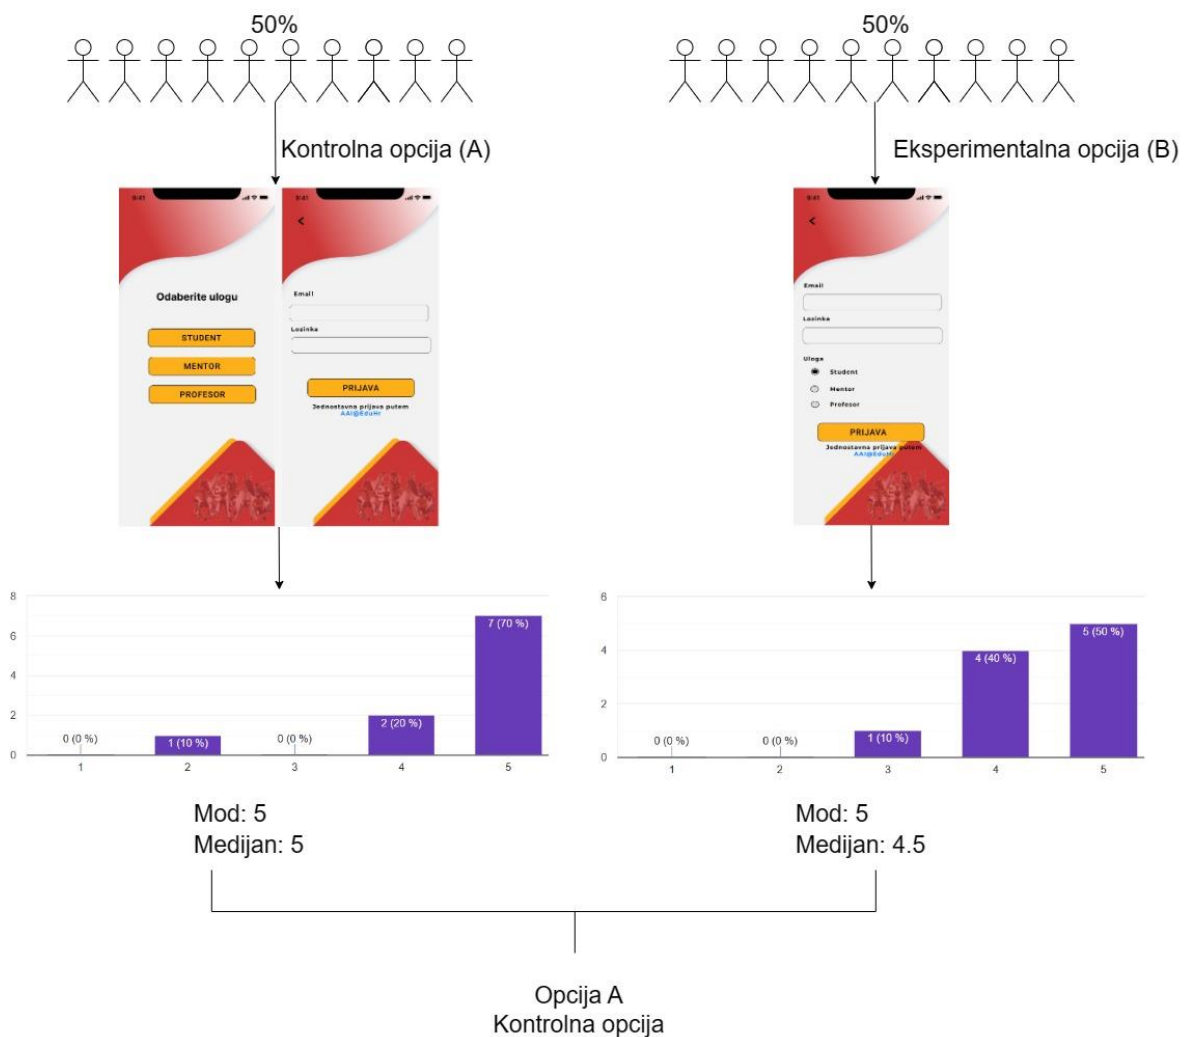 50%
50%
Kontrolna opcija (A)
Eksperimentalna opcija (B)
9:41
Odaberite ulogu
STUDENT
MENTOR
PROFESOR
9:41
Email
Lozinka
PRIJAVA
Jednostavna prijava putem
AAI@EduHr
9:41
Email
Lozinka
Uloga
Student
Mentor
Profesor
PRIJAVA
Jednostavna prijava putem
AAI@EduHr
8
6
4
2
0
0 (0 %)
1 (10 %)
0 (0 %)
2 (20 %)
7 (70 %)
1 2 3 4 5
6
4
2
0
0 (0 %)
0 (0 %)
1 (10 %)
4 (40 %)
5 (50 %)
1 2 3 4 5
Mod: 5
Medijan: 5
Mod: 5
Medijan: 4.5
Opcija A
Kontrolna opcija